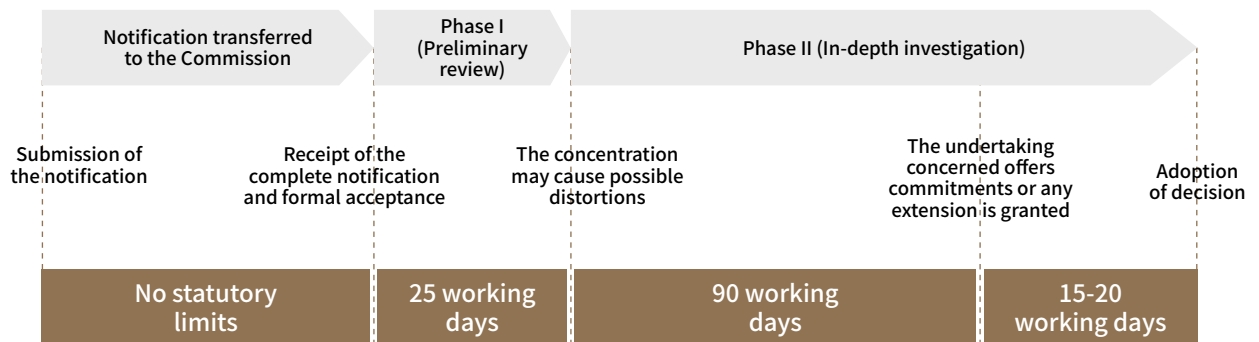 Notification transferred
to the Commission
Phase I
(Preliminary
review)
Phase II (In-depth investigation)
Submission of
the notification
Receipt of the
complete notification
and formal acceptance
The concentration
may cause possible
distortions
The undertaking
concerned offers
commitments or any
extension is granted
Adoption
of decision
No statutory
limits
25 working
days
90 working
days
15-20
working days